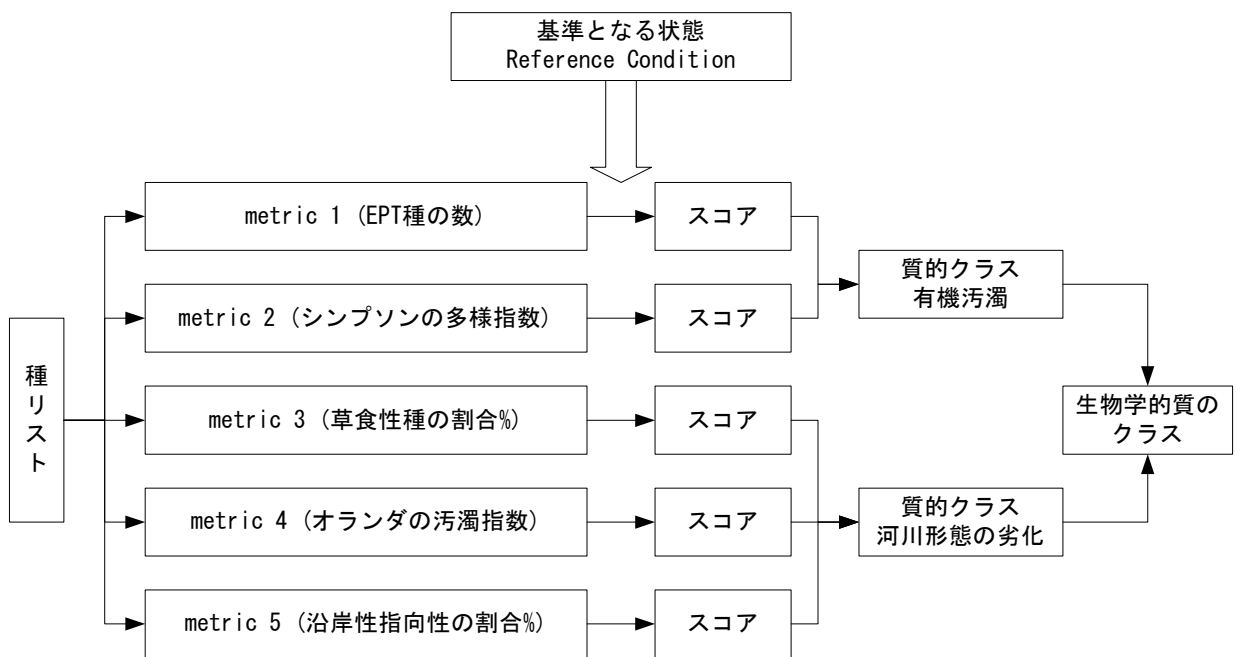 基準となる状態
Reference Condition
metric 1 (EPT種の数)
スコア
metric 2 (シンプソンの多様指数)
スコア
質的クラス
有機汚濁
種リスト
metric 3 (草食性種の割合%)
スコア
生物学的質の
クラス
metric 4 (オランダの汚濁指数)
スコア
質的クラス
河川形態の劣化
metric 5 (沿岸性指向性の割合%)
スコア